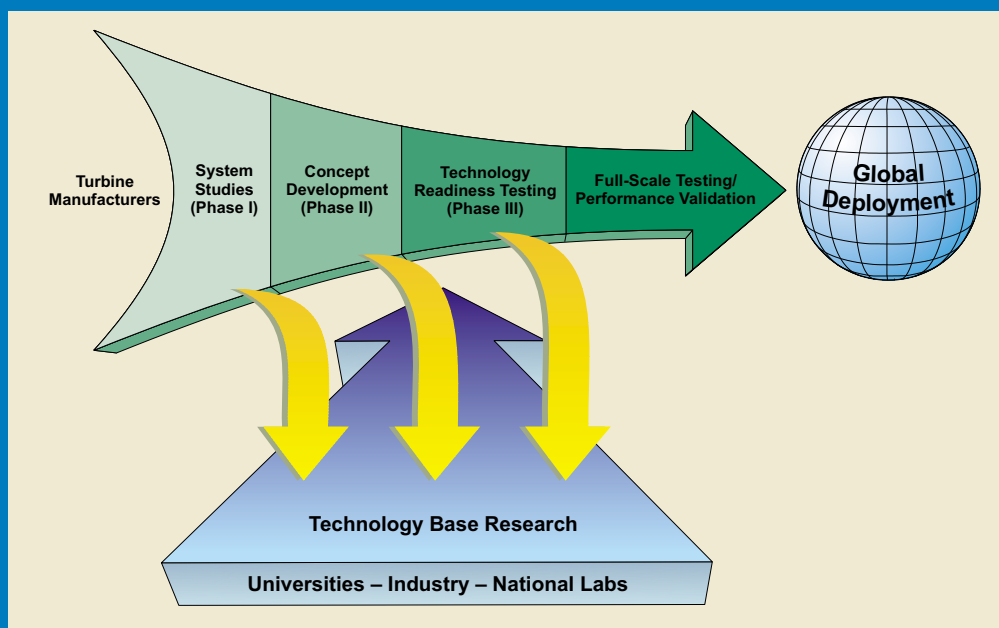 Turbine
Manufacturers
System
Studies
(Phase I)
Concept
Development
(Phase II)
Technology
Readiness Testing
(Phase III)
Full-Scale Testing/
Performance Validation
Global
Deployment
Technology Base Research
Universities – Industry – National Labs